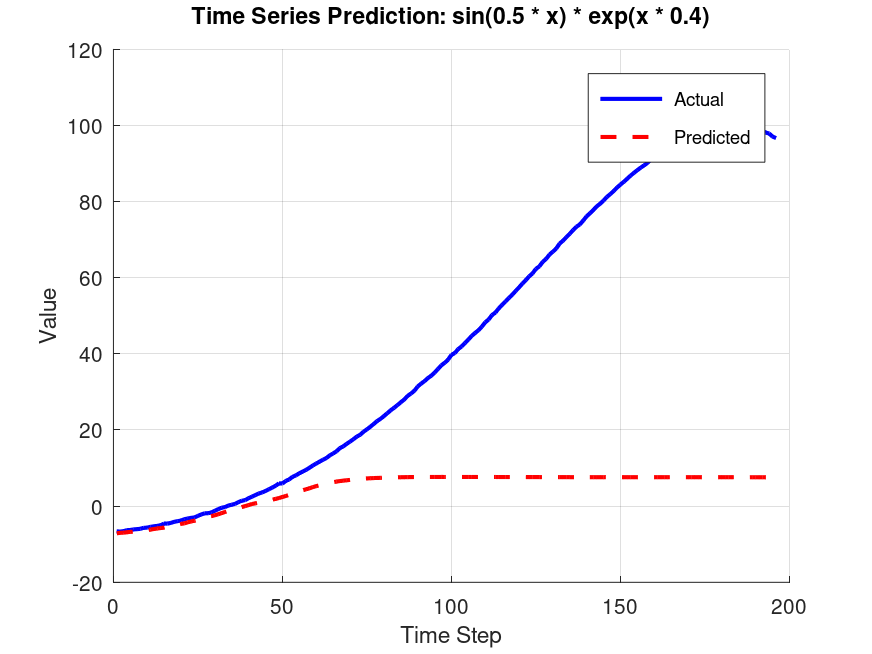 Time Series Prediction: sin(0.5 * x) * exp(x * 0.4)
120
100
80
60
40
20
0
-20
Value
Actual
Predicted
0
50
100
150
200
Time Step